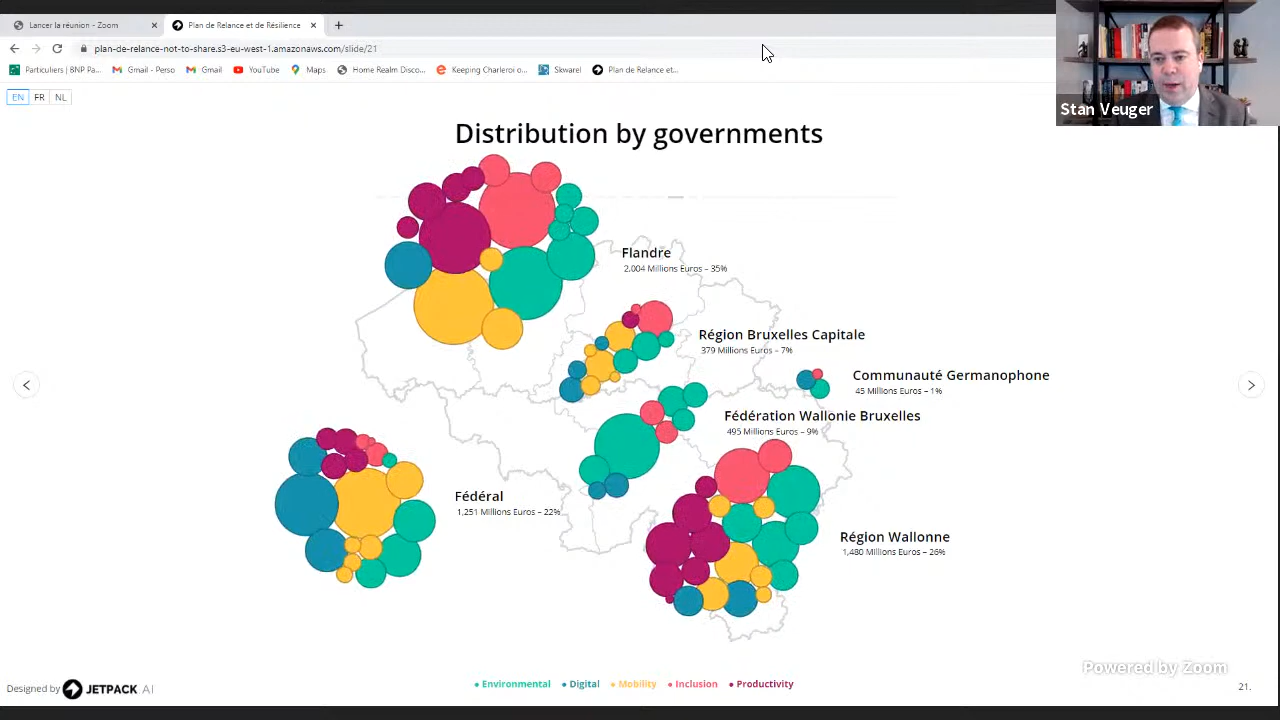 Lancer la réunion - Zoom
Plan de Relance et de Résilience
plan-de-relance-not-to-share.s3-eu-west-1.amazonaws.com/slide/21
Particuliers | BNP Pa...
Gmail - Perso
Gmail
YouTube
Maps
Home Realm Disco...
Keeping Charleroi o...
Skwarel
Plan de Relance et...
Stan Veuger
EN FR NL
Distribution by governments
Flandre
2.004 Millions Euros – 35%
Région Bruxelles Capitale
379 Millions Euros – 7%
Communauté Germanophone
45 Millions Euros – 1%
Fédération Wallonie Bruxelles
495 Millions Euros – 9%
Fédéral
1,251 Millions Euros – 22%
Région Wallonne
1,480 Millions Euros – 26%
Powered by Zoom
Designed by JETPACK AI
Environmental Digital Mobility Inclusion Productivity
21.